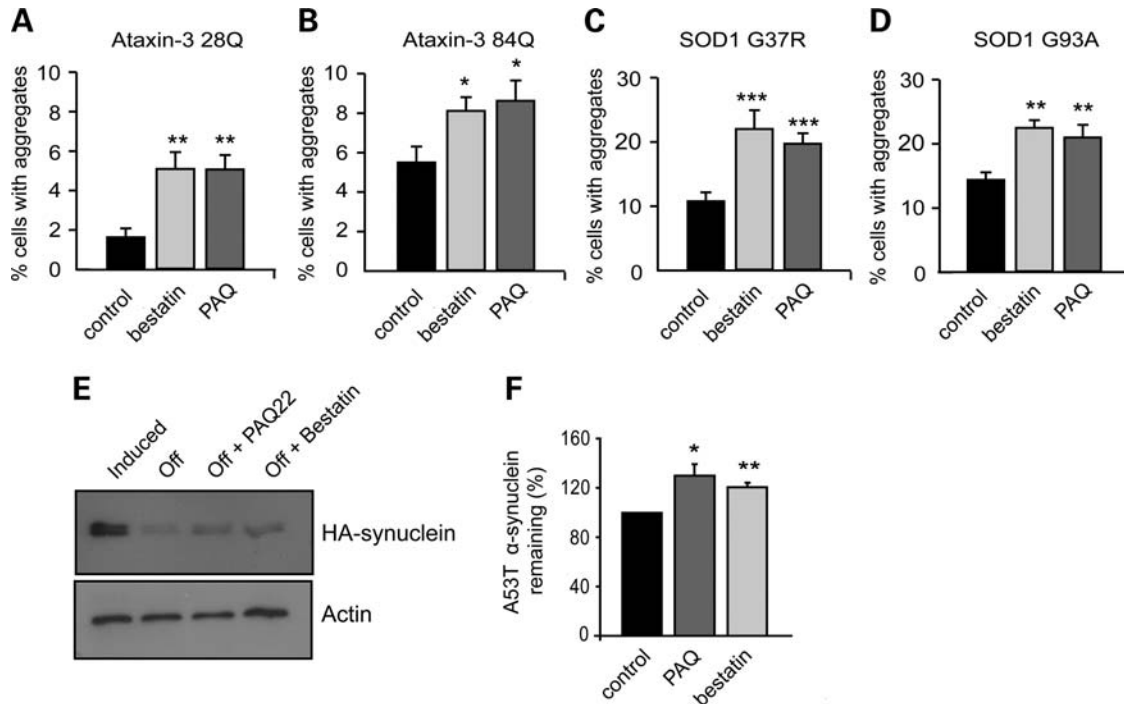 A
Ataxin-3 28Q
% cells with aggregates
10
8
6
4
2
0
**
**
control
bestatin
PAQ
B
Ataxin-3 84Q
% cells with aggregates
10
8
6
4
2
0
*
*
control
bestatin
PAQ
C
SOD1 G37R
% cells with aggregates
30
20
10
0
***
***
control
bestatin
PAQ
D
SOD1 G93A
% cells with aggregates
30
20
10
0
**
**
control
bestatin
PAQ
E
Induced
Off
Off + PAQ22
Off + Bestatin
HA-synuclein
Actin
F
A53T α-synuclein
remaining (%)
160
120
80
40
0
*
**
control
PAQ
bestatin